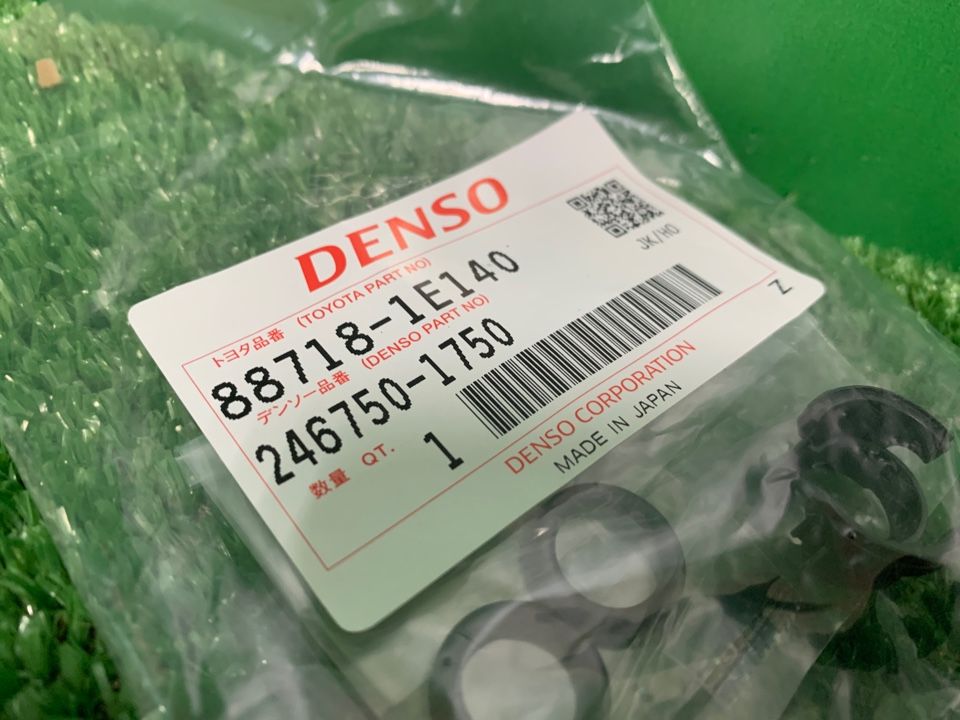 DENSO
JK/HO
トヨタ品番 (TOYOTA PART NO)
88718-1E140
デンソー品番 (DENSO PART NO)
246750-1750
数量 QT. 1
Z
DENSO CORPORATION
MADE IN JAPAN